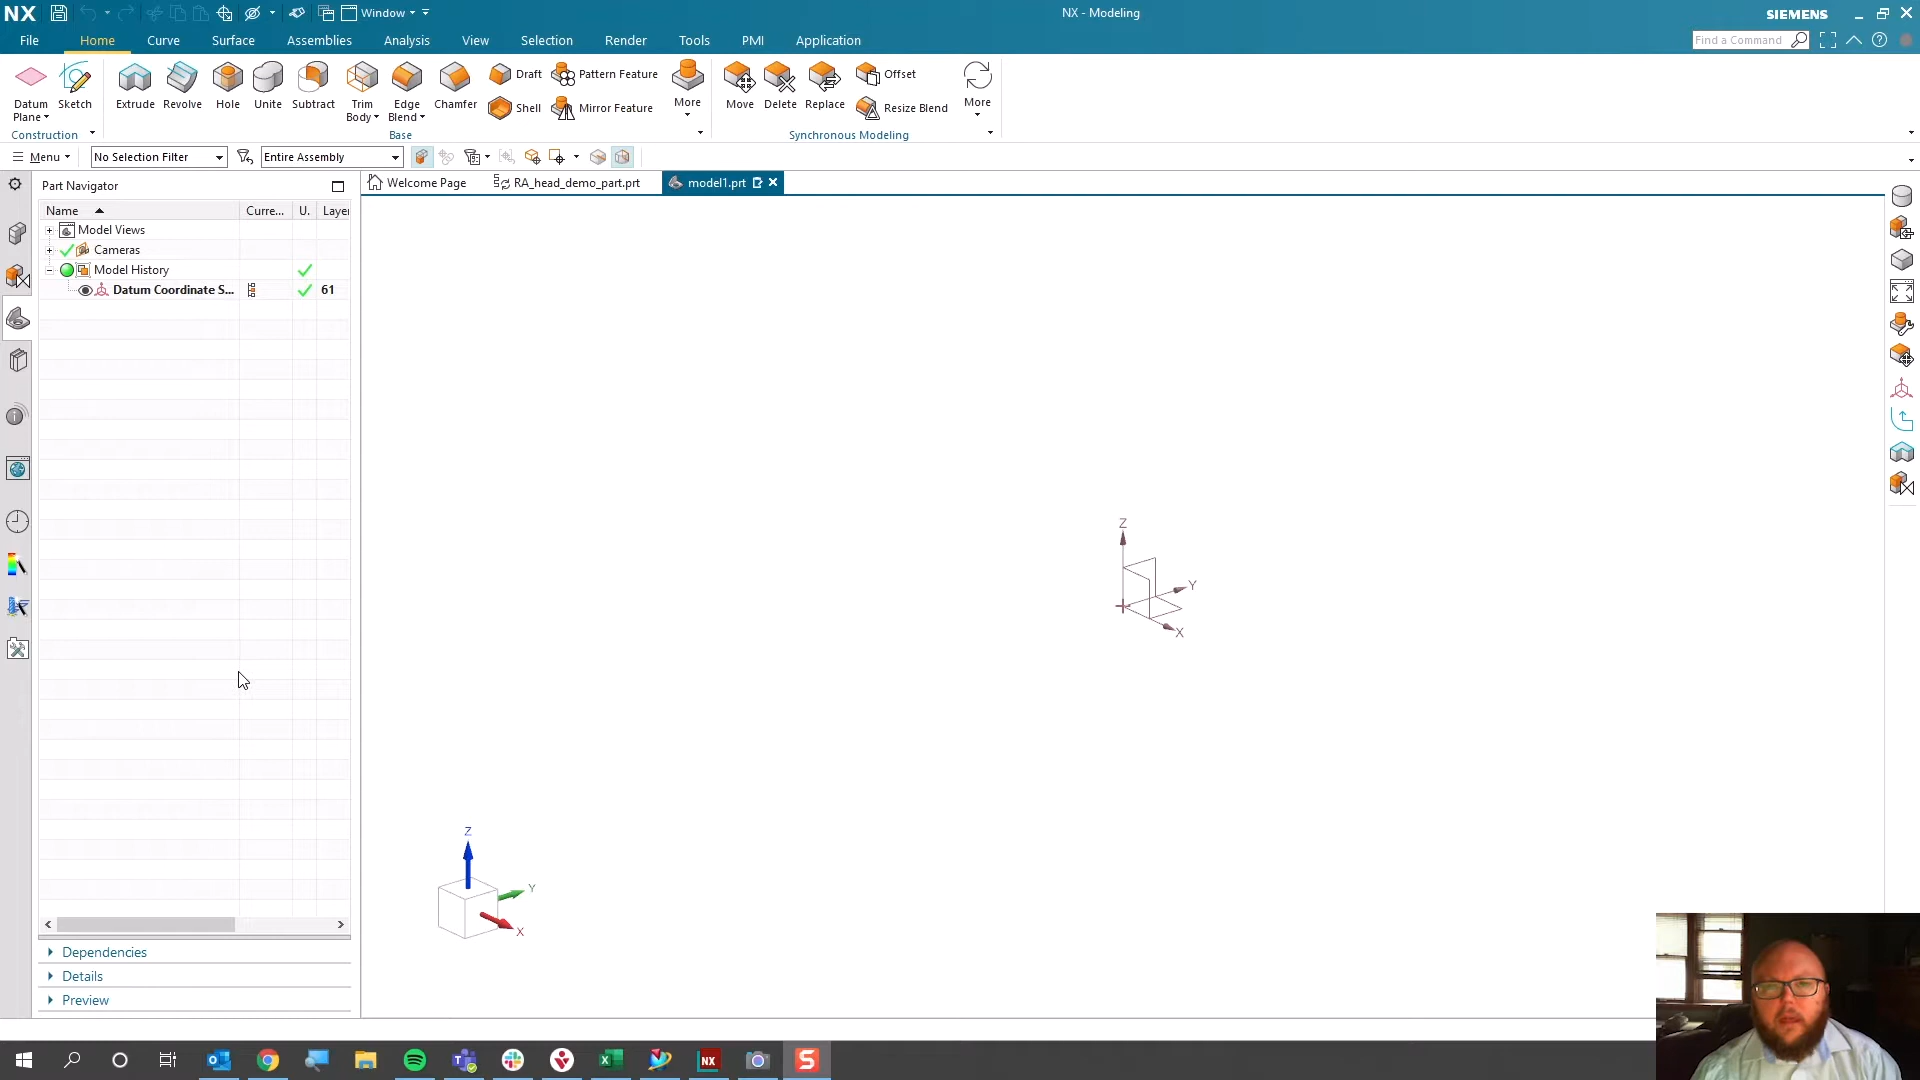 NX
Window
NX - Modeling
SIEMENS
File
Home
Curve
Surface
Assemblies
Analysis
View
Selection
Render
Tools
PMI
Application
Find a Command
Datum Plane
Sketch
Extrude
Revolve
Hole
Unite
Subtract
Trim Body
Edge Blend
Chamfer
Draft
Shell
Pattern Feature
Mirror Feature
More
Move
Delete
Replace
Offset
Resize Blend
More
Construction
Base
Synchronous Modeling
Menu
No Selection Filter
Entire Assembly
Part Navigator
Welcome Page
RA_head_demo_part.prt
model1.prt
Name
Curre...
U.
Layer
Model Views
Cameras
Model History
Datum Coordinate S...
61
Z
Y
X
Z
Y
X
Dependencies
Details
Preview
NX
S